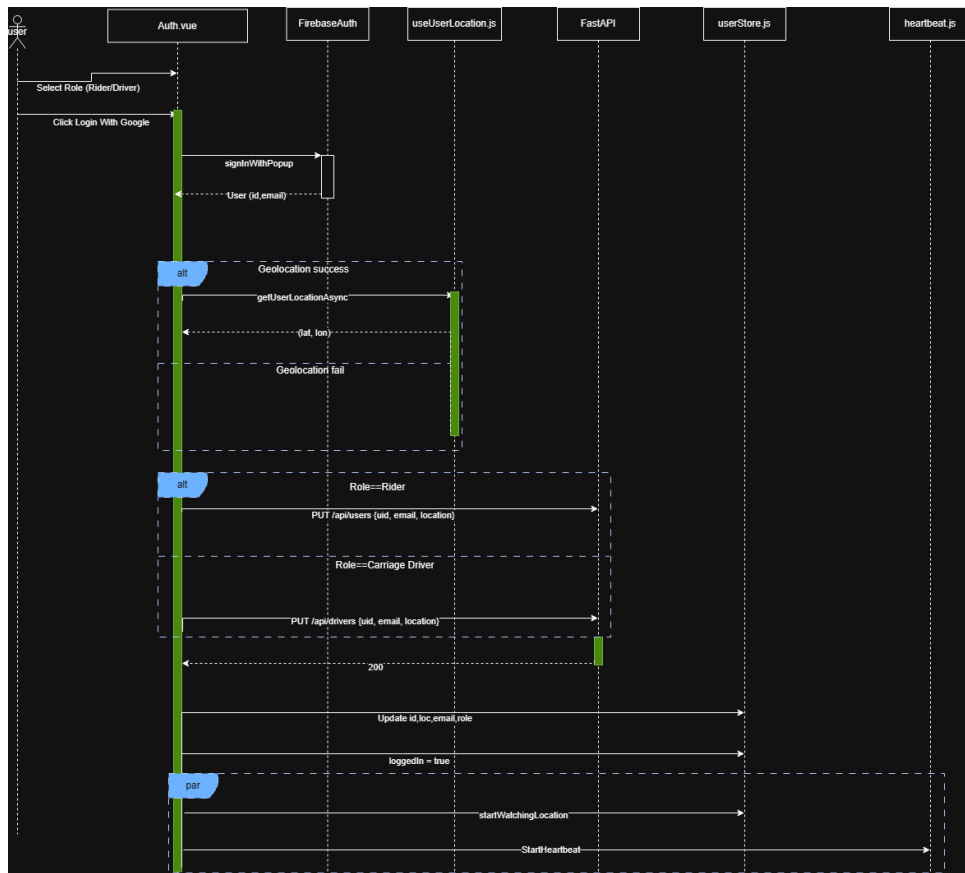 user
Auth.vue
FirebaseAuth
useUserLocation.js
FastAPI
userStore.js
heartbeat.js
Select Role (Rider/Driver)
Click Login With Google
signInWithPopup
User (id,email)
alt
Geolocation success
getUserLocationAsync
(lat, lon)
Geolocation fail
alt
Role==Rider
PUT /api/users {uid, email, location}
Role==Carriage Driver
PUT /api/drivers {uid, email, location}
200
Update id,loc,email,role
loggedIn = true
par
startWatchingLocation
StartHeartbeat